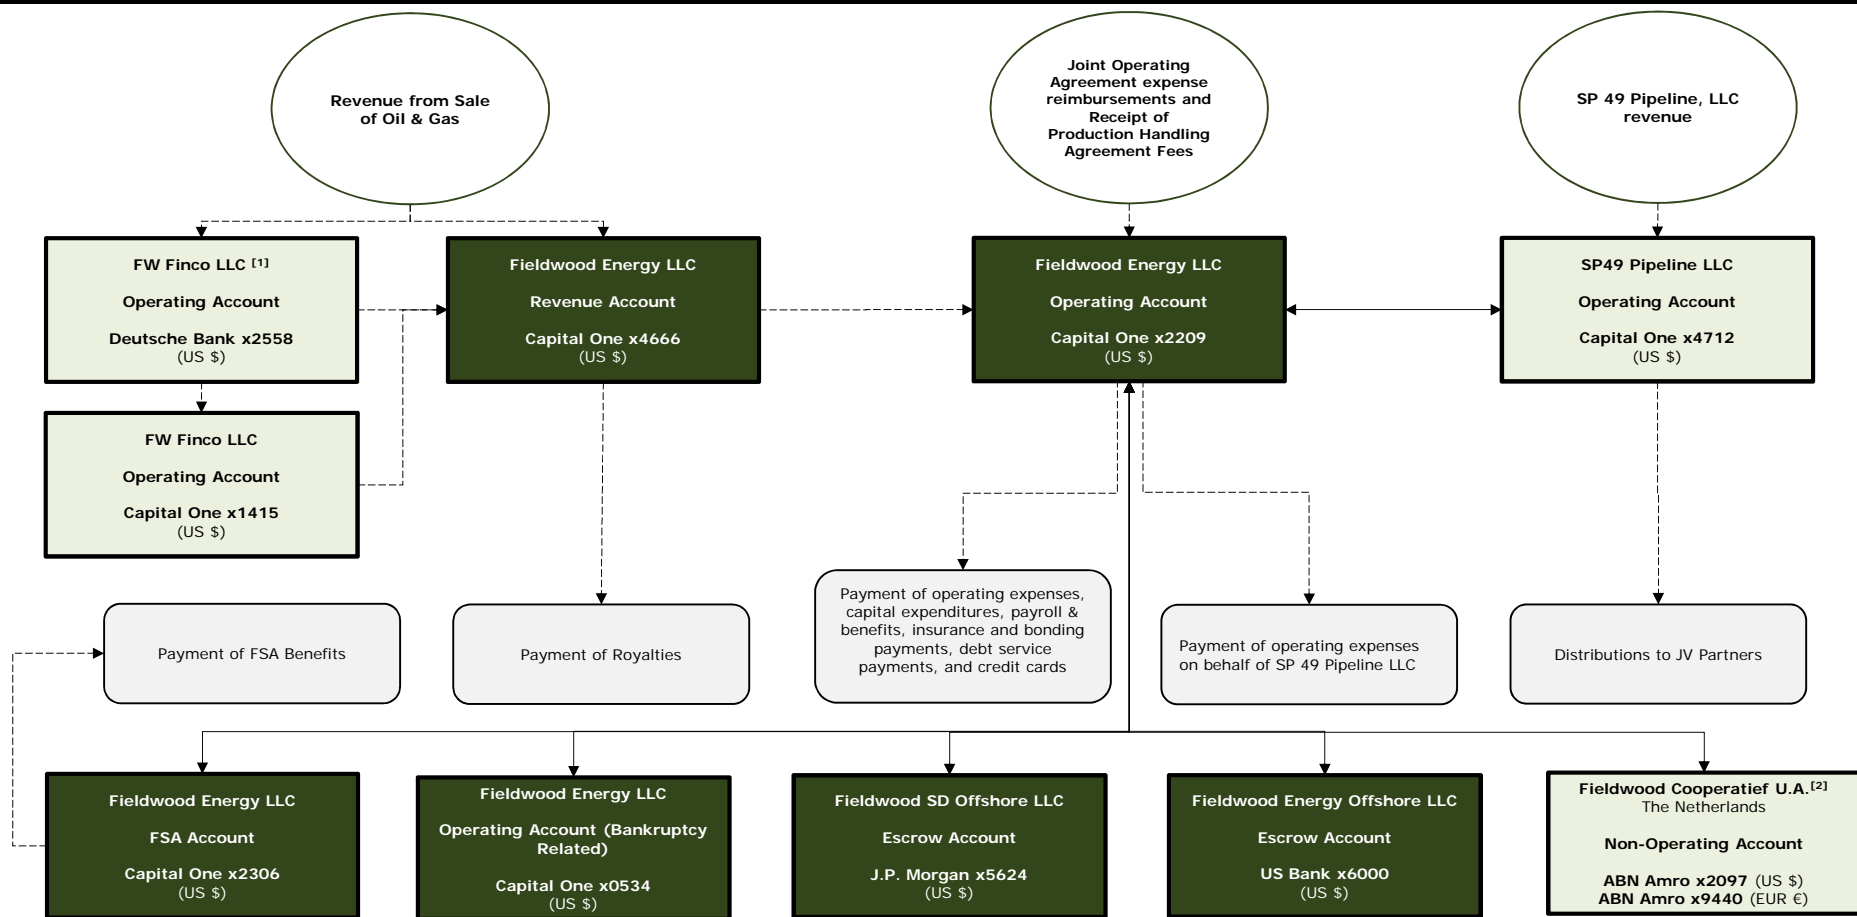 Revenue from Sale
of Oil & Gas
Joint Operating
Agreement expense
reimbursements and
Receipt of
Production Handling
Agreement Fees
SP 49 Pipeline, LLC
revenue
FW Finco LLC [1]
Operating Account
Deutsche Bank x2558
(US $)
Fieldwood Energy LLC
Revenue Account
Capital One x4666
(US $)
Fieldwood Energy LLC
Operating Account
Capital One x2209
(US $)
SP49 Pipeline LLC
Operating Account
Capital One x4712
(US $)
FW Finco LLC
Operating Account
Capital One x1415
(US $)
Payment of FSA Benefits
Payment of Royalties
Payment of operating expenses,
capital expenditures, payroll &
benefits, insurance and bonding
payments, debt service
payments, and credit cards
Payment of operating expenses
on behalf of SP 49 Pipeline LLC
Distributions to JV Partners
Fieldwood Energy LLC
FSA Account
Capital One x2306
(US $)
Fieldwood Energy LLC
Operating Account (Bankruptcy
Related)
Capital One x0534
(US $)
Fieldwood SD Offshore LLC
Escrow Account
J.P. Morgan x5624
(US $)
Fieldwood Energy Offshore LLC
Escrow Account
US Bank x6000
(US $)
Fieldwood Cooperatief U.A.[2]
The Netherlands
Non-Operating Account
ABN Amro x2097 (US $)
ABN Amro x9440 (EUR €)